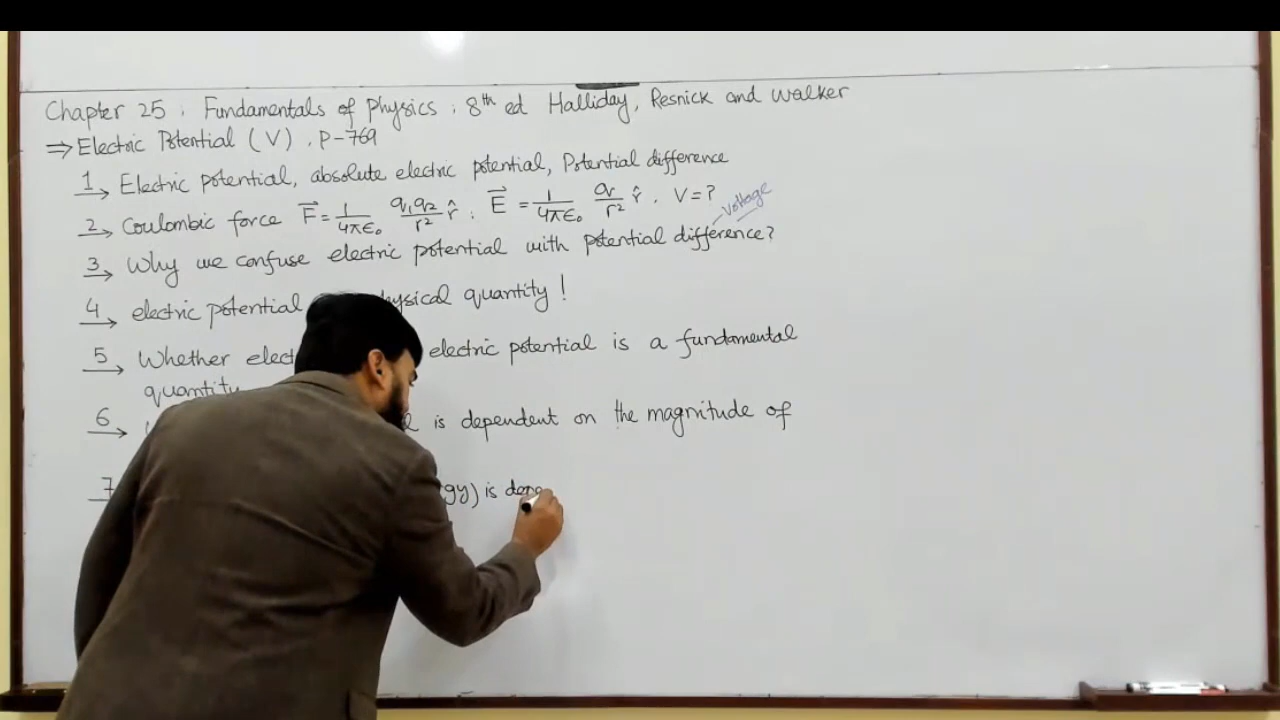 Chapter 25 : Fundamentals of Physics : 8th ed Halliday, Resnick and Walker
⇒ Electric Potential (V) . P-769
1 → Electric potential, absolute electric potential, Potential difference
2 → Coulombic force F⃗ = 1/4πϵ₀ q₁q₂/r² r̂ : E⃗ = 1/4πϵ₀ q/r² r̂ . V = ?
Voltage
3 → Why we confuse electric potential with potential difference?
4 → electric potential physical quantity!
5 → Whether electric potential is a fundamental
quantity
6 → is dependent on the magnitude of
7 is done